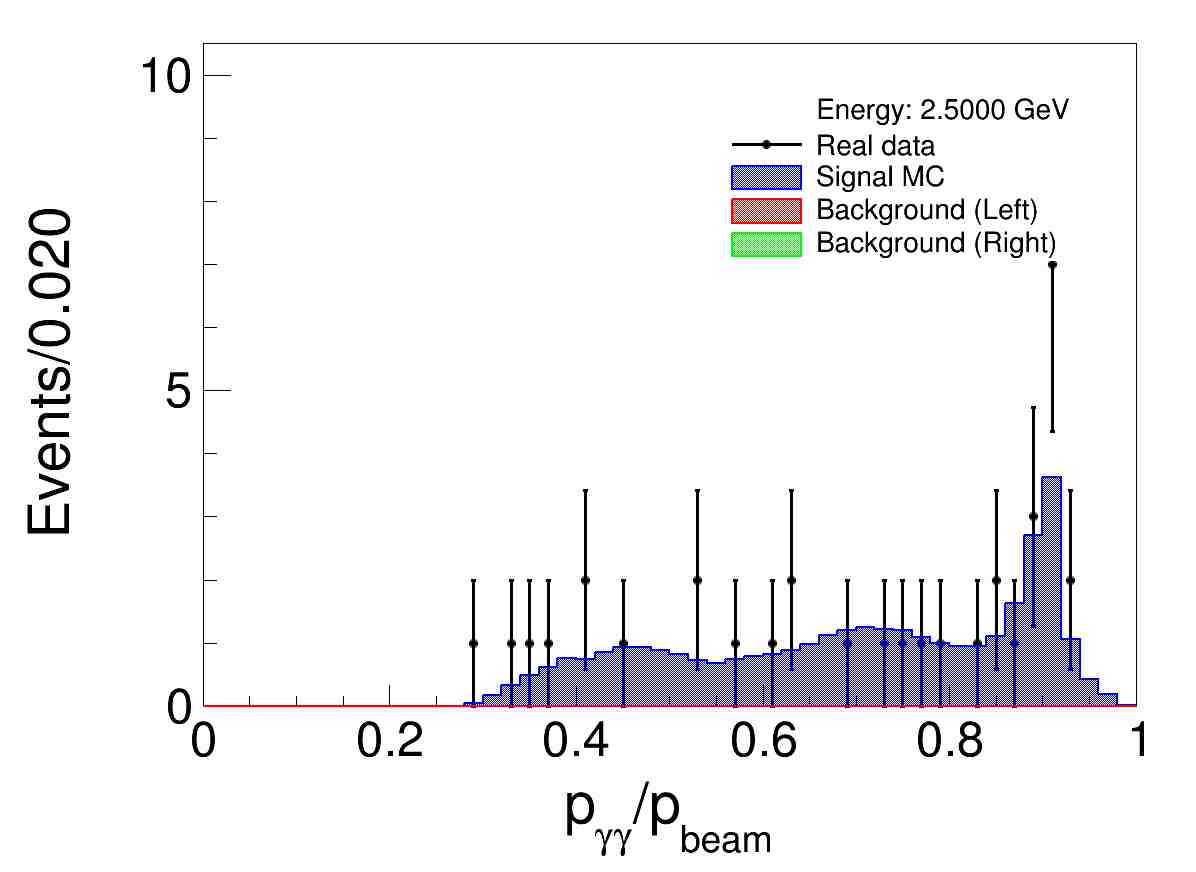 10
Energy: 2.5000 GeV
Real data
Signal MC
Background (Left)
Background (Right)
Events/0.020
5
0
0 0.2 0.4 0.6 0.8 1
pγγ/pbeam